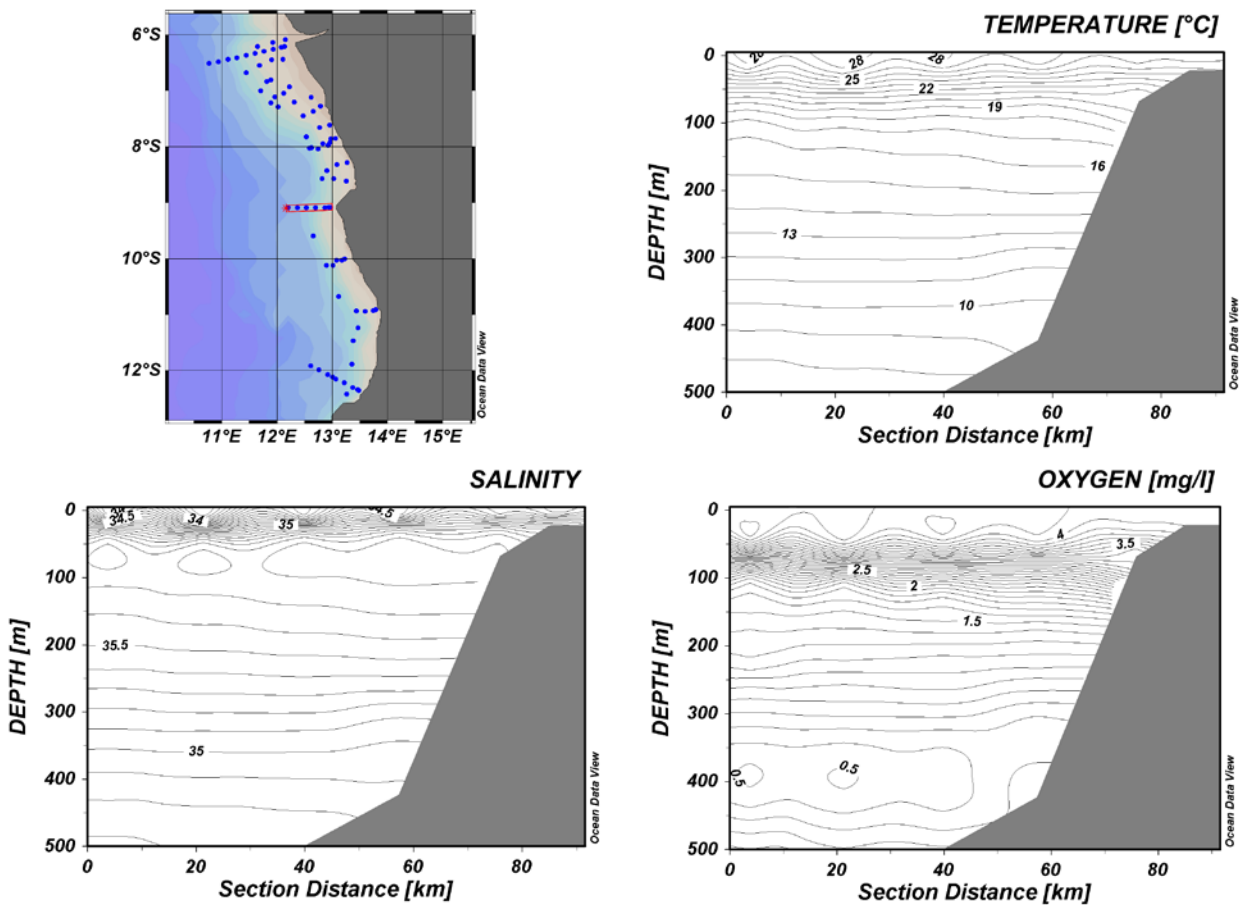 6°S
8°S
10°S
12°S
11°E 12°E 13°E 14°E 15°E
Ocean Data View
TEMPERATURE [°C]
0
100
200
300
400
500
DEPTH [m]
28 28
25
22
19
16
13
10
0 20 40 60 80
Section Distance [km]
Ocean Data View
SALINITY
0
100
200
300
400
500
DEPTH [m]
34.5 34 35
35.5
35
0 20 40 60 80
Section Distance [km]
Ocean Data View
OXYGEN [mg/l]
0
100
200
300
400
500
DEPTH [m]
4
3.5
2.5
2
1.5
0.5 0.5
0 20 40 60 80
Section Distance [km]
Ocean Data View